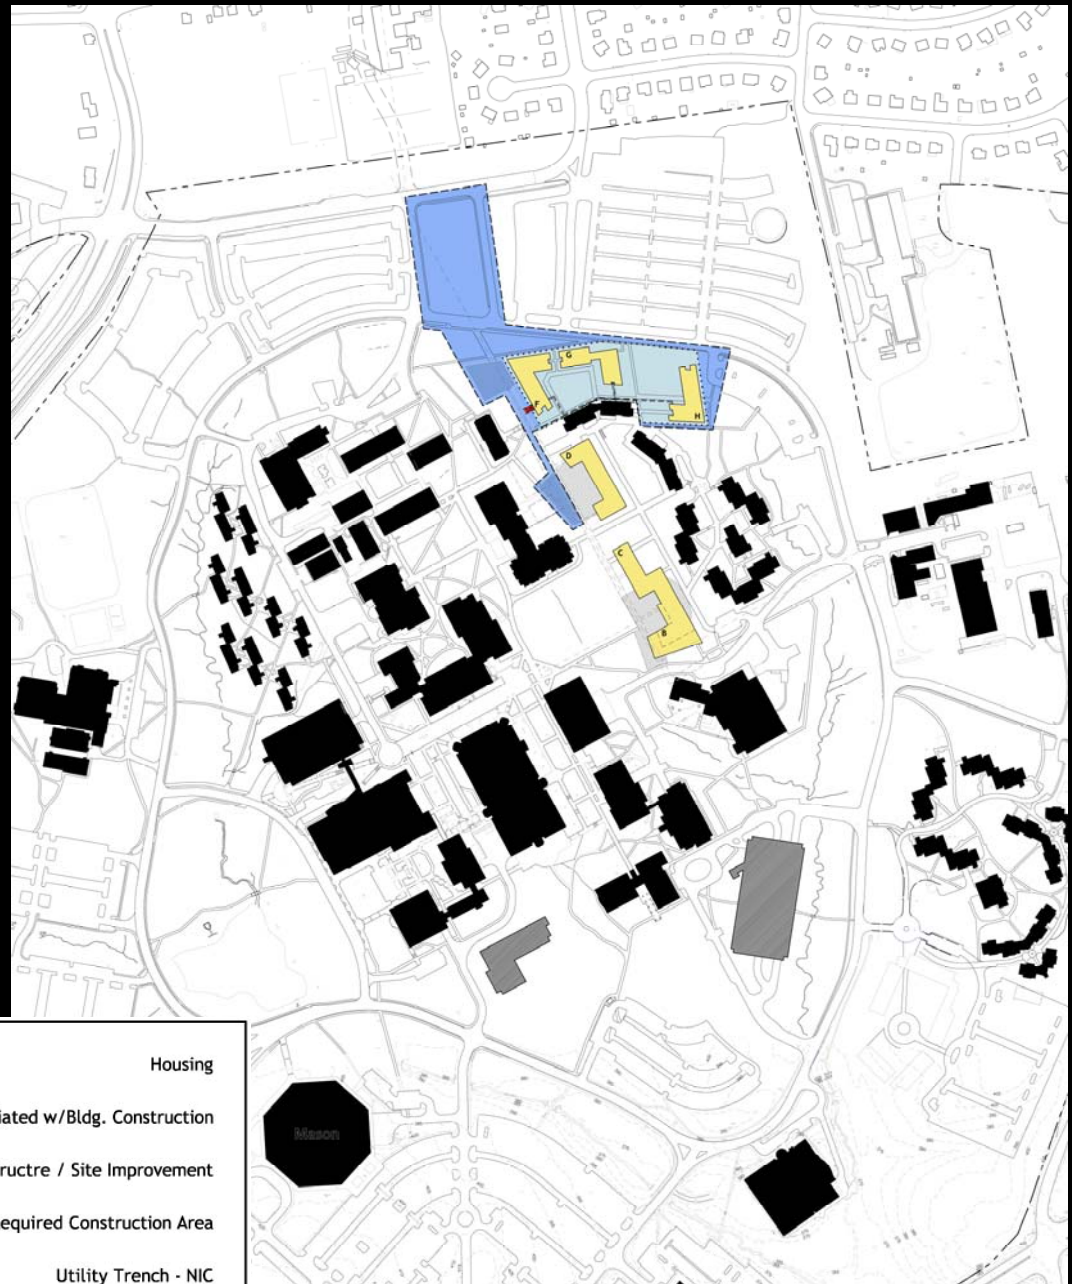 G
F
H
D
C
B
Housing
iated w/Bldg. Construction
ructre / Site Improvement
equired Construction Area
Mason
Utility Trench - NIC